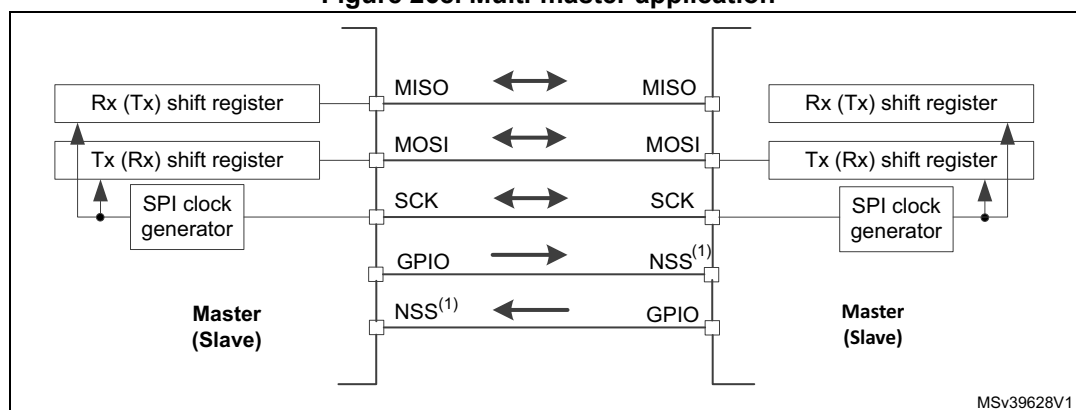 Figure Multi-master application
MISO MISO
Rx (Tx) shift register Rx (Tx) shift register
MOSI MOSI
Tx (Rx) shift register Tx (Rx) shift register
SCK SCK
SPI clock SPI clock
generator generator
GPIO NSS(1)
NSS(1) GPIO
Master Master
(Slave) (Slave)
MSv39628V1